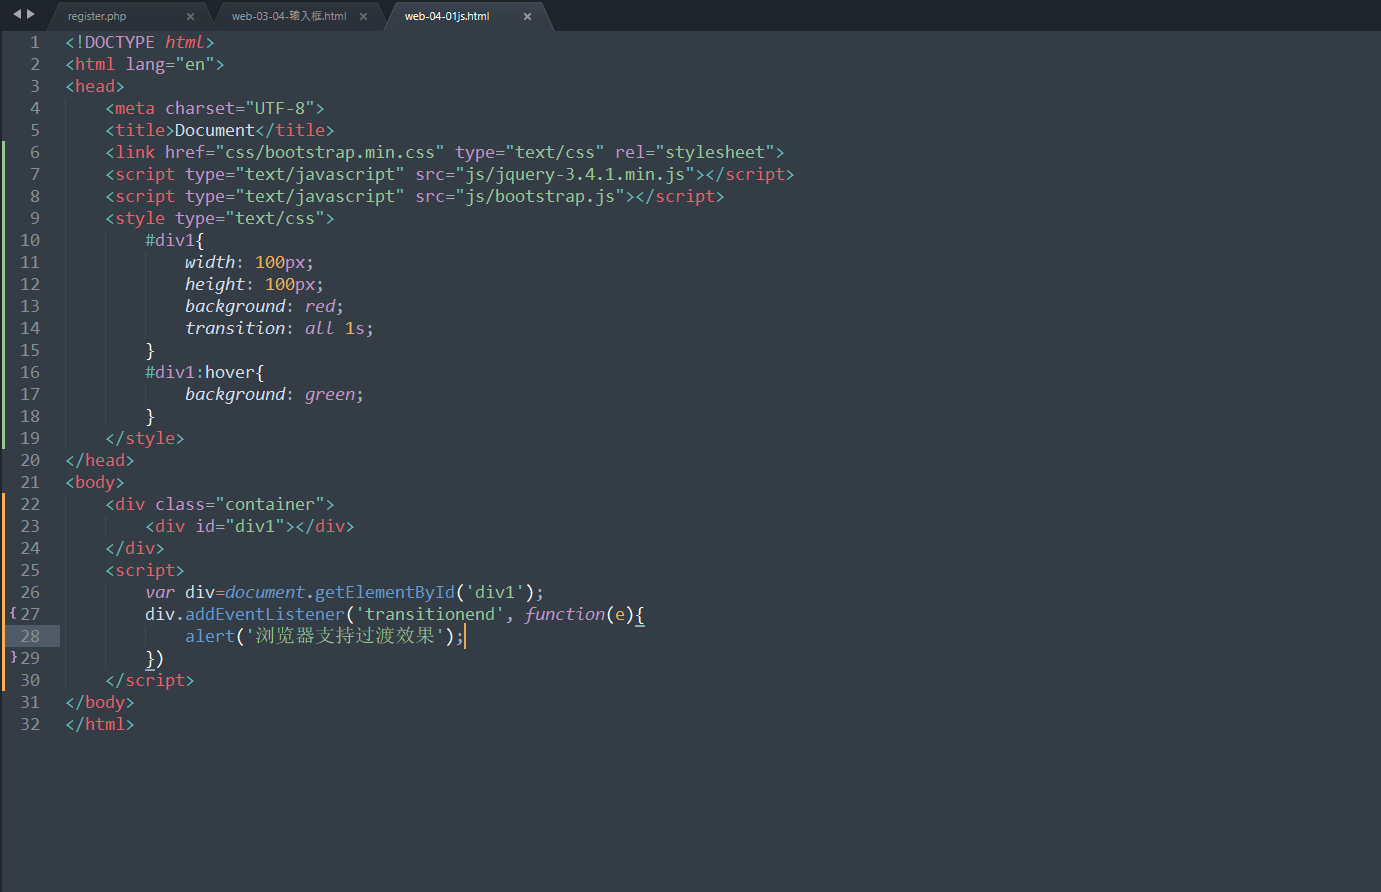 register.php × web-03-04-输入框.html × web-04-01js.html ×
1 <!DOCTYPE html>
2 <html lang="en">
3 <head>
4     <meta charset="UTF-8">
5     <title>Document</title>
6     <link href="css/bootstrap.min.css" type="text/css" rel="stylesheet">
7     <script type="text/javascript" src="js/jquery-3.4.1.min.js"></script>
8     <script type="text/javascript" src="js/bootstrap.js"></script>
9     <style type="text/css">
10         #div1{
11             width: 100px;
12             height: 100px;
13             background: red;
14             transition: all 1s;
15         }
16         #div1:hover{
17             background: green;
18         }
19     </style>
20 </head>
21 <body>
22     <div class="container">
23         <div id="div1"></div>
24     </div>
25     <script>
26         var div=document.getElementById('div1');
{27         div.addEventListener('transitionend', function(e){
28             alert('浏览器支持过渡效果');
}29         })
30     </script>
31 </body>
32 </html>